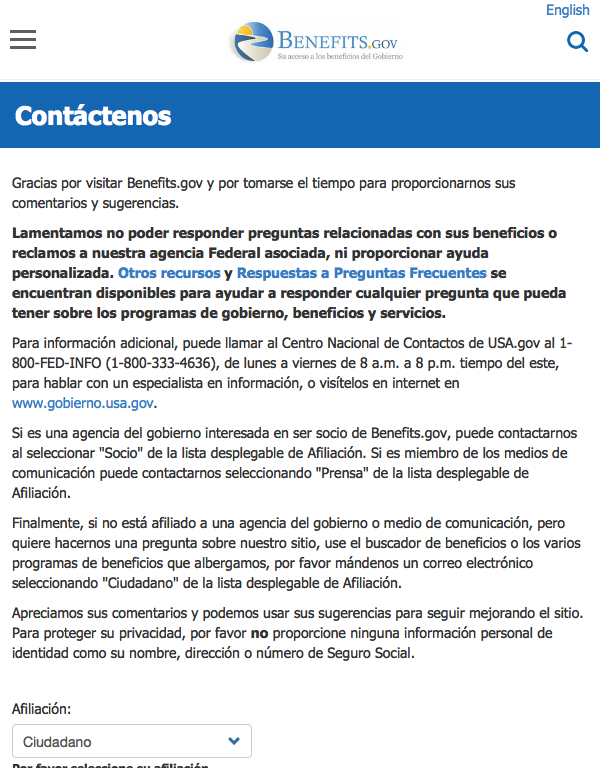 English
BENEFITS.GOV
Su acceso a los beneficios del Gobierno
Contáctenos
Gracias por visitar Benefits.gov y por tomarse el tiempo para proporcionarnos sus
comentarios y sugerencias.
Lamentamos no poder responder preguntas relacionadas con sus beneficios o
reclamos a nuestra agencia Federal asociada, ni proporcionar ayuda
personalizada. Otros recursos y Respuestas a Preguntas Frecuentes se
encuentran disponibles para ayudar a responder cualquier pregunta que pueda
tener sobre los programas de gobierno, beneficios y servicios.
Para información adicional, puede llamar al Centro Nacional de Contactos de USA.gov al 1-
800-FED-INFO (1-800-333-4636), de lunes a viernes de 8 a.m. a 8 p.m. tiempo del este,
para hablar con un especialista en información, o visítelos en internet en
www.gobierno.usa.gov.
Si es una agencia del gobierno interesada en ser socio de Benefits.gov, puede contactarnos
al seleccionar "Socio" de la lista desplegable de Afiliación. Si es miembro de los medios de
comunicación puede contactarnos seleccionando "Prensa" de la lista desplegable de
Afiliación.
Finalmente, si no está afiliado a una agencia del gobierno o medio de comunicación, pero
quiere hacernos una pregunta sobre nuestro sitio, use el buscador de beneficios o los varios
programas de beneficios que albergamos, por favor mándenos un correo electrónico
seleccionando "Ciudadano" de la lista desplegable de Afiliación.
Apreciamos sus comentarios y podemos usar sus sugerencias para seguir mejorando el sitio.
Para proteger su privacidad, por favor no proporcione ninguna información personal de
identidad como su nombre, dirección o número de Seguro Social.
Afiliación:
Ciudadano
Por favor seleccione su afiliación